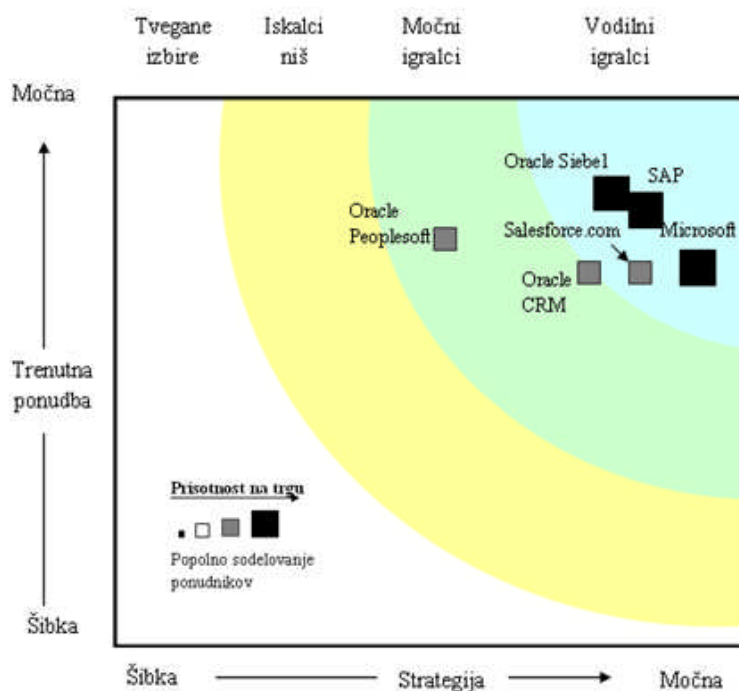 Tvegane
izbire
Iskalci
niš
Močni
igralci
Vodilni
igralci
Močna
Oracle Siebel
SAP
Oracle
Peoplesoft
Salesforce.com
Microsoft
Oracle
CRM
Trenutna
ponudba
Prisotnost na trgu
Popolno sodelovanje
ponudnikov
Šibka
Šibka
Strategija
Močna